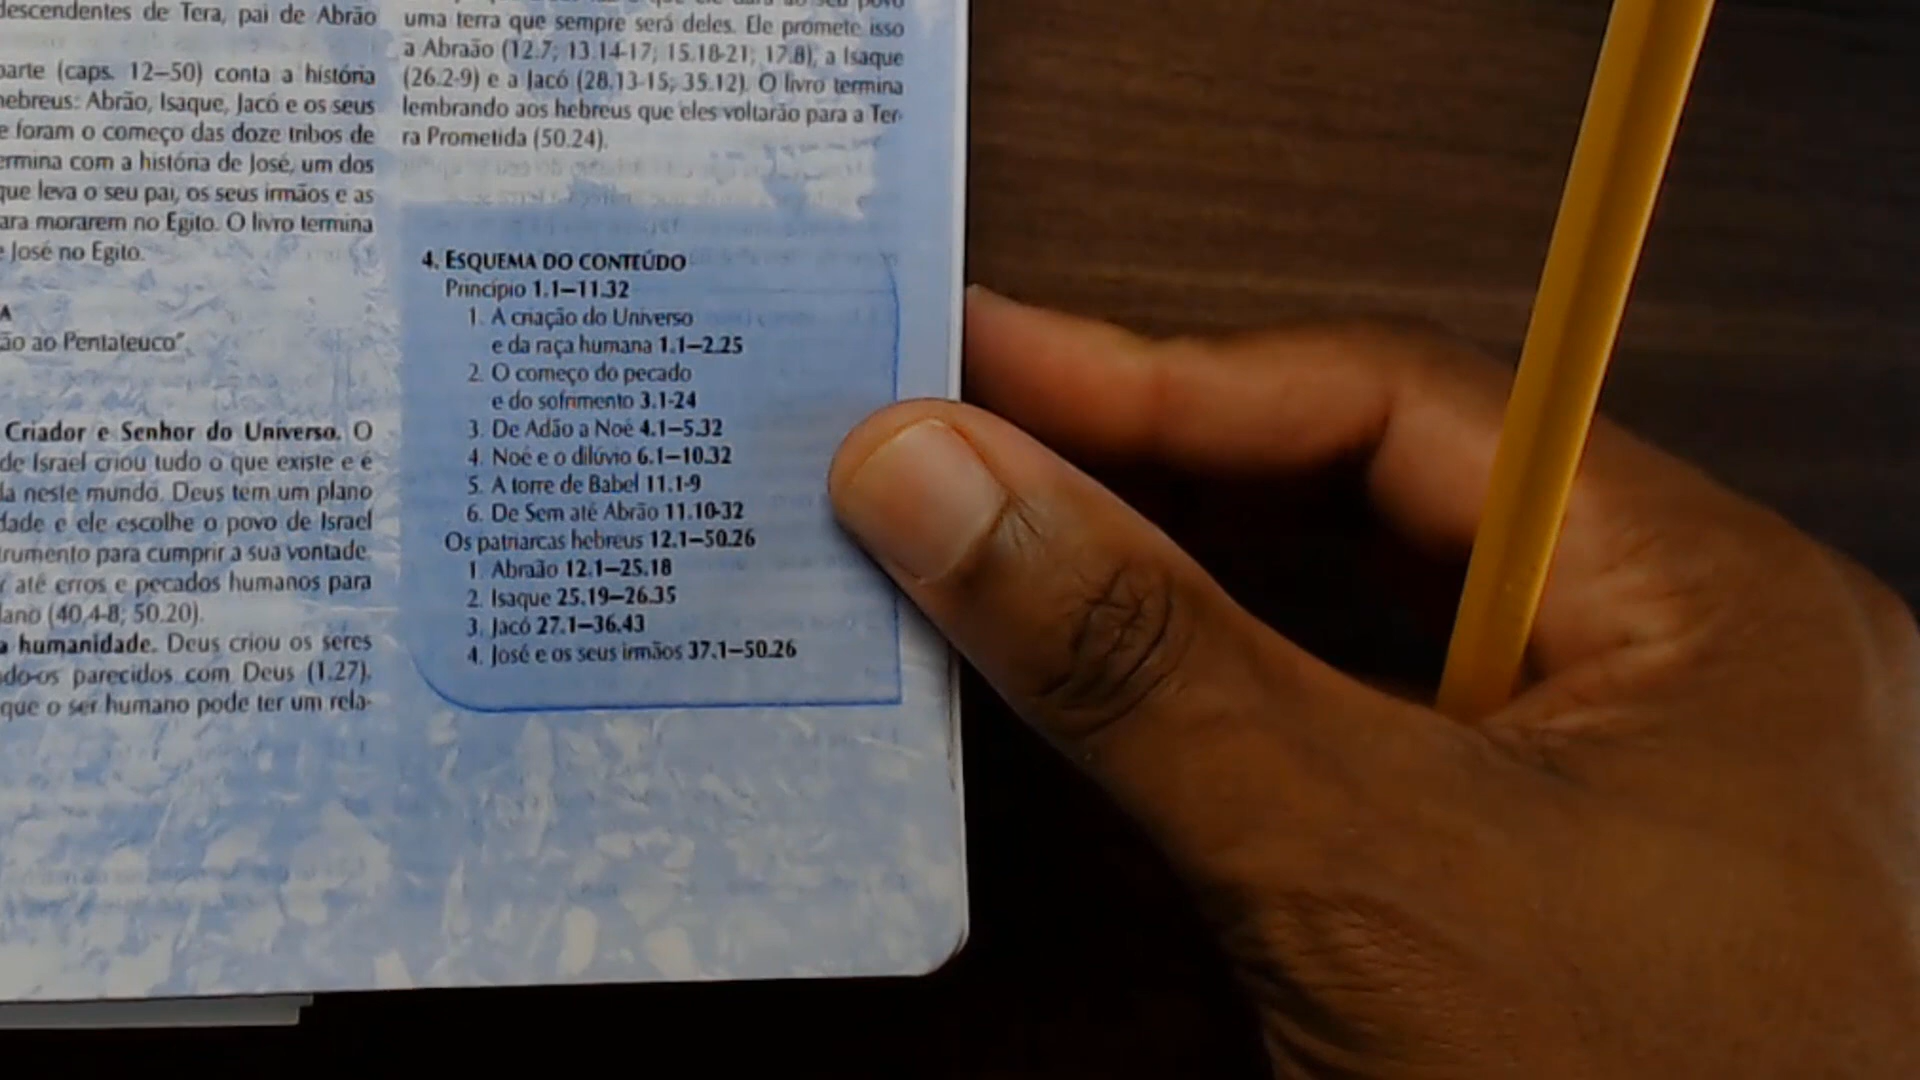 descendentes de Tera, pai de Abrão
parte (caps. 12–50) conta a história
hebreus: Abrão, Isaque, Jacó e os seus
e foram o começo das doze tribos de
ermina com a história de José, um dos
que leva o seu pai, os seus irmãos e as
ara morarem no Egito. O livro termina
e José no Egito.
A
ão ao Pentateuco".
Criador e Senhor do Universo. O
de Israel criou tudo o que existe e é
la neste mundo. Deus tem um plano
dade e ele escolhe o povo de Israel
trumento para cumprir a sua vontade.
r até erros e pecados humanos para
lano (40.4-8; 50.20).
a humanidade. Deus criou os seres
ndo-os parecidos com Deus (1.27),
que o ser humano pode ter um rela-
uma terra que sempre será deles. Ele promete isso
a Abraão (12.7; 13.14-17; 15.18-21; 17.8), a Isaque
(26.2-9) e a Jacó (28.13-15; 35.12). O livro termina
lembrando aos hebreus que eles voltarão para a Ter-
ra Prometida (50.24).
4. ESQUEMA DO CONTEÚDO
Princípio 1.1–11.32
1. A criação do Universo
e da raça humana 1.1–2.25
2. O começo do pecado
e do sofrimento 3.1-24
3. De Adão a Noé 4.1–5.32
4. Noé e o dilúvio 6.1–10.32
5. A torre de Babel 11.1-9
6. De Sem até Abrão 11.10-32
Os patriarcas hebreus 12.1–50.26
1. Abraão 12.1–25.18
2. Isaque 25.19–26.35
3. Jacó 27.1–36.43
4. José e os seus irmãos 37.1–50.26